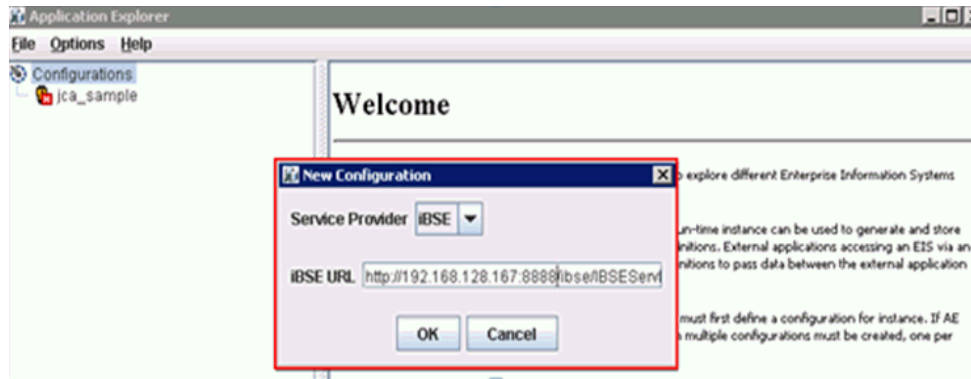 Application Explorer
File Options Help
Configurations
jca_sample
Welcome
New Configuration
Service Provider iBSE
iBSE URL http://192.168.128.167:8888/ibse/IBSEServ
OK Cancel
explore different Enterprise Information Systems
un-time instance can be used to generate and store
initions. External applications accessing an EIS via an
nitions to pass data between the external application
must first define a configuration for instance. If AE
multiple configurations must be created, one per